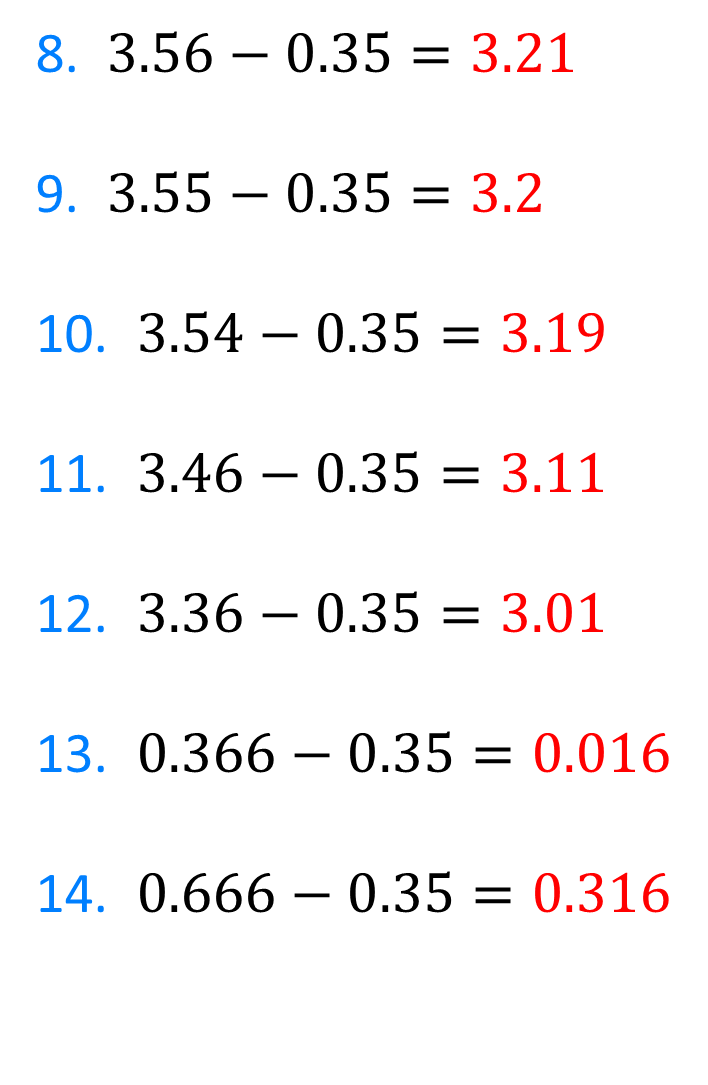 8. 3.56 − 0.35 = 3.21
9. 3.55 − 0.35 = 3.2
10. 3.54 − 0.35 = 3.19
11. 3.46 − 0.35 = 3.11
12. 3.36 − 0.35 = 3.01
13. 0.366 − 0.35 = 0.016
14. 0.666 − 0.35 = 0.316